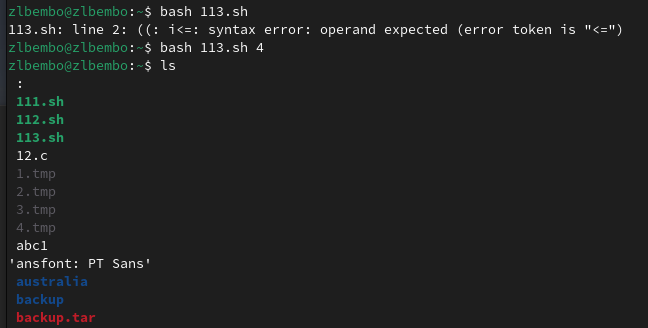 zlbembo@zlbembo:~$ bash 113.sh
113.sh: line 2: ((: i<=: syntax error: operand expected (error token is "<=")
zlbembo@zlbembo:~$ bash 113.sh 4
zlbembo@zlbembo:~$ ls
:
111.sh
112.sh
113.sh
12.c
1.tmp
2.tmp
3.tmp
4.tmp
abc1
'ansfont: PT Sans'
australia
backup
backup.tar